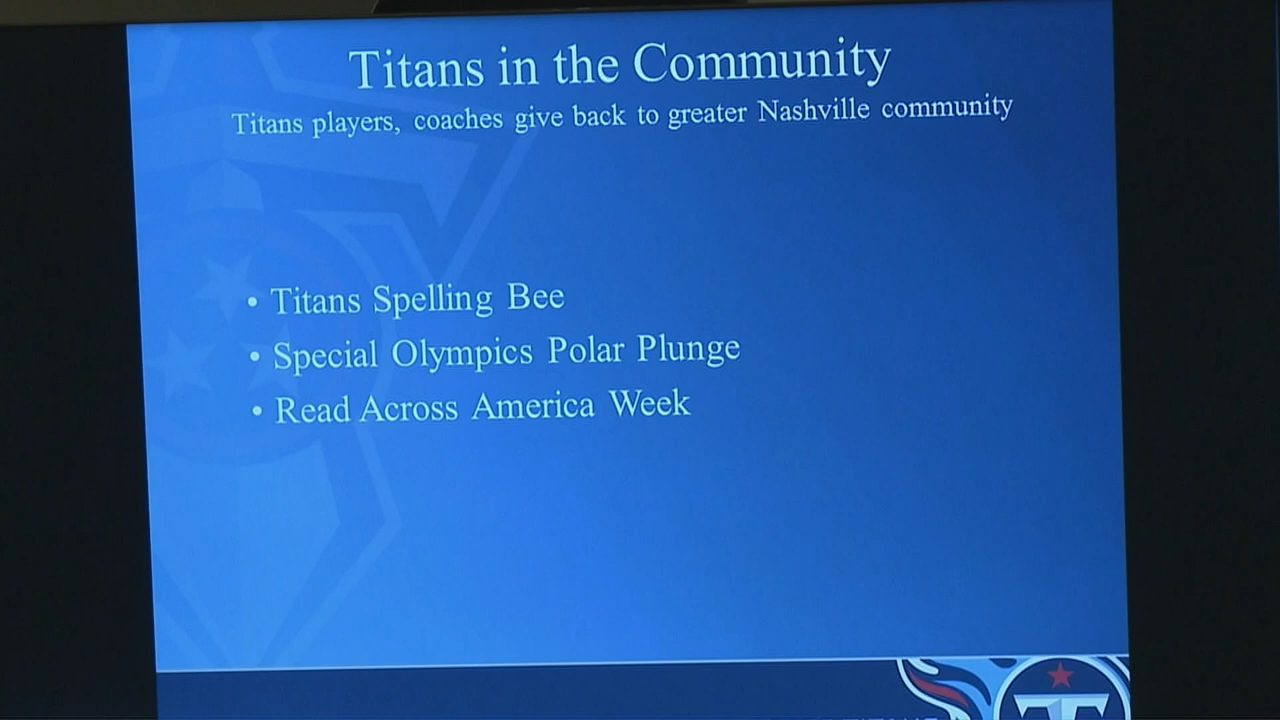 Titans in the Community
Titans players, coaches give back to greater Nashville community
• Titans Spelling Bee
• Special Olympics Polar Plunge
• Read Across America Week